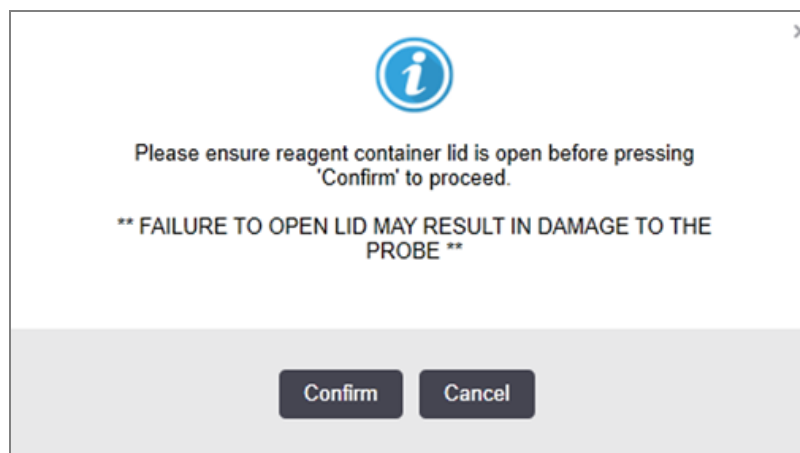 Please ensure reagent container lid is open before pressing
'Confirm' to proceed.
** FAILURE TO OPEN LID MAY RESULT IN DAMAGE TO THE
PROBE **
Confirm
Cancel